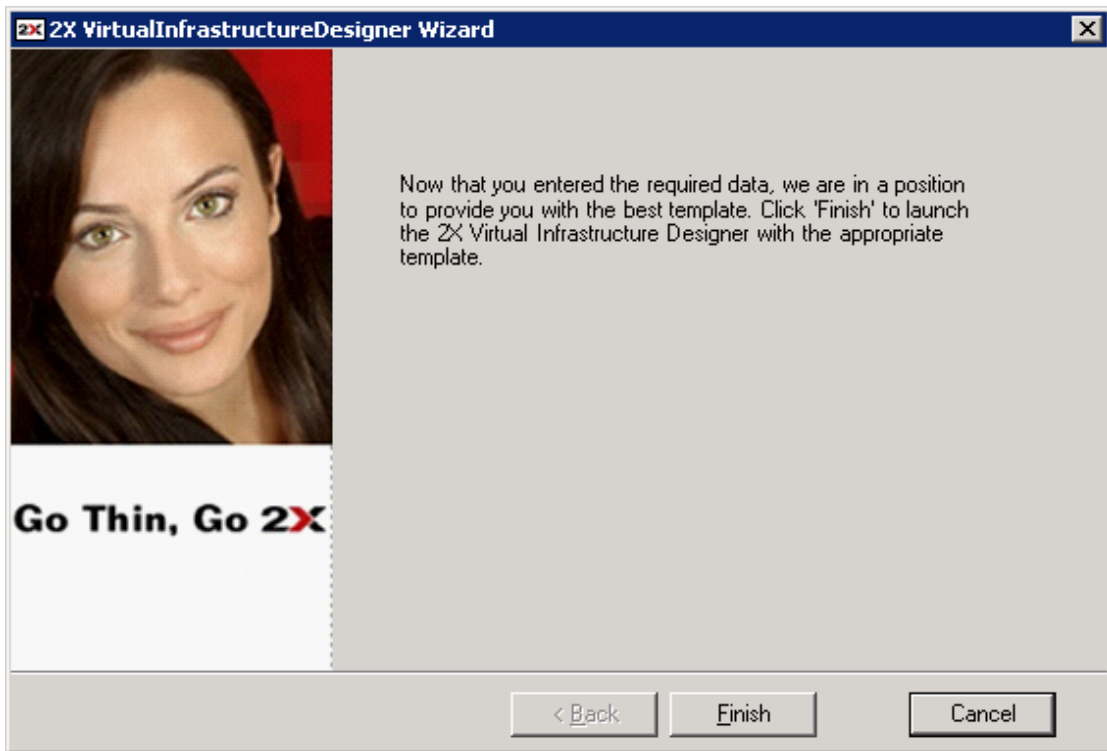 2X 2X VirtualInfrastructureDesigner Wizard
Now that you entered the required data, we are in a position
to provide you with the best template. Click 'Finish' to launch
the 2X Virtual Infrastructure Designer with the appropriate
template.
Go Thin, Go 2X
< Back
Finish
Cancel